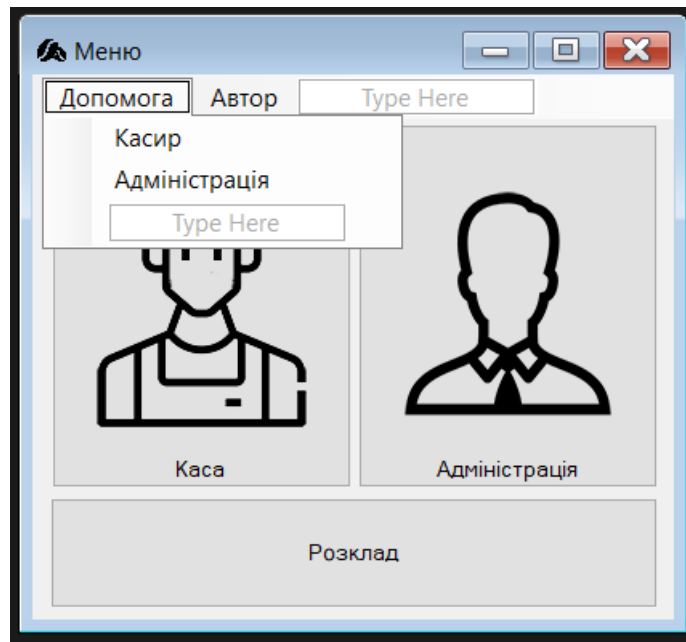 Меню
Допомога Автор Type Here
Касир
Адміністрація
Type Here
Каса Адміністрація
Розклад